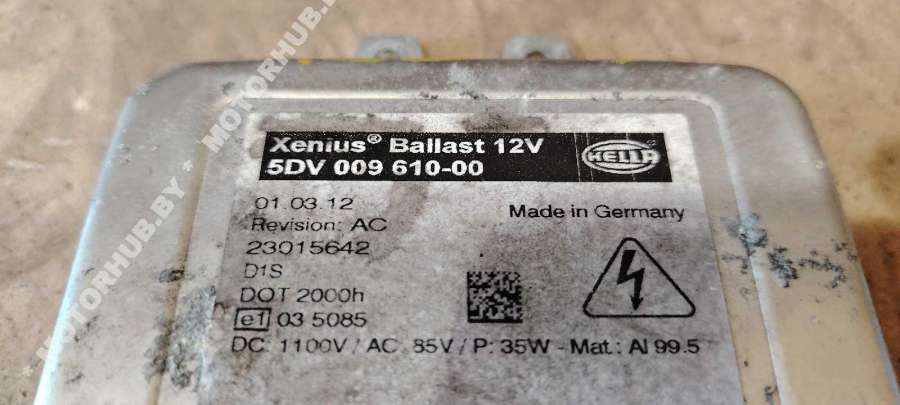 Xenius® Ballast 12V
5DV 009 610-00
HELLA
01.03.12
Made in Germany
Revision: AC
23015642
D1S
DOT 2000h
e1 03 5085
DC: 1100V / AC: 85V / P: 35W - Mat.: Al 99.5
* MOTORHUB.BY * MOTORHUB.BY *